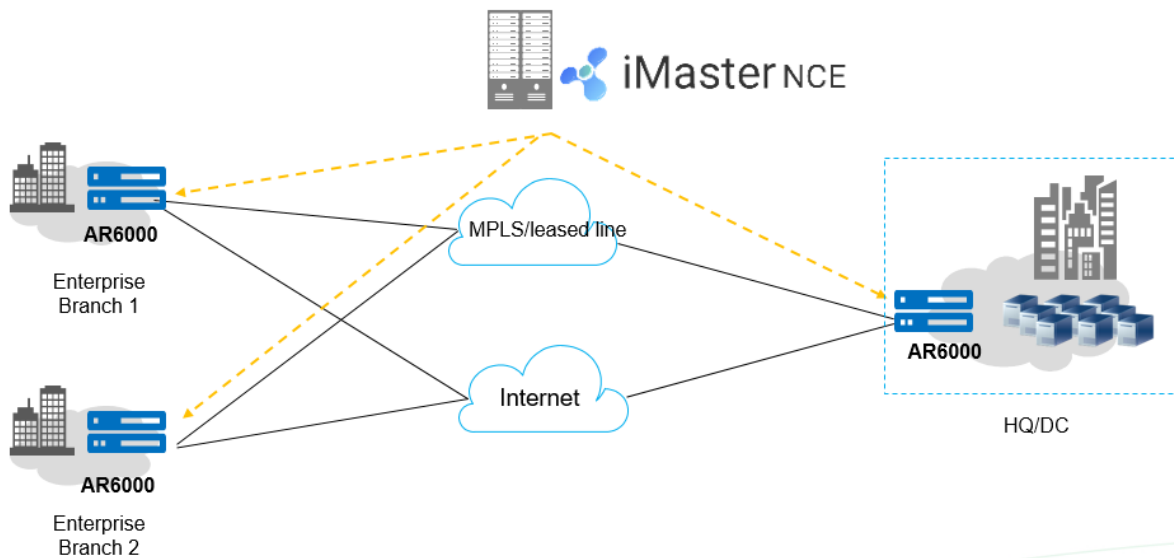 iMaster NCE
AR6000
Enterprise
Branch 1
MPLS/leased line
AR6000
HQ/DC
Internet
AR6000
Enterprise
Branch 2